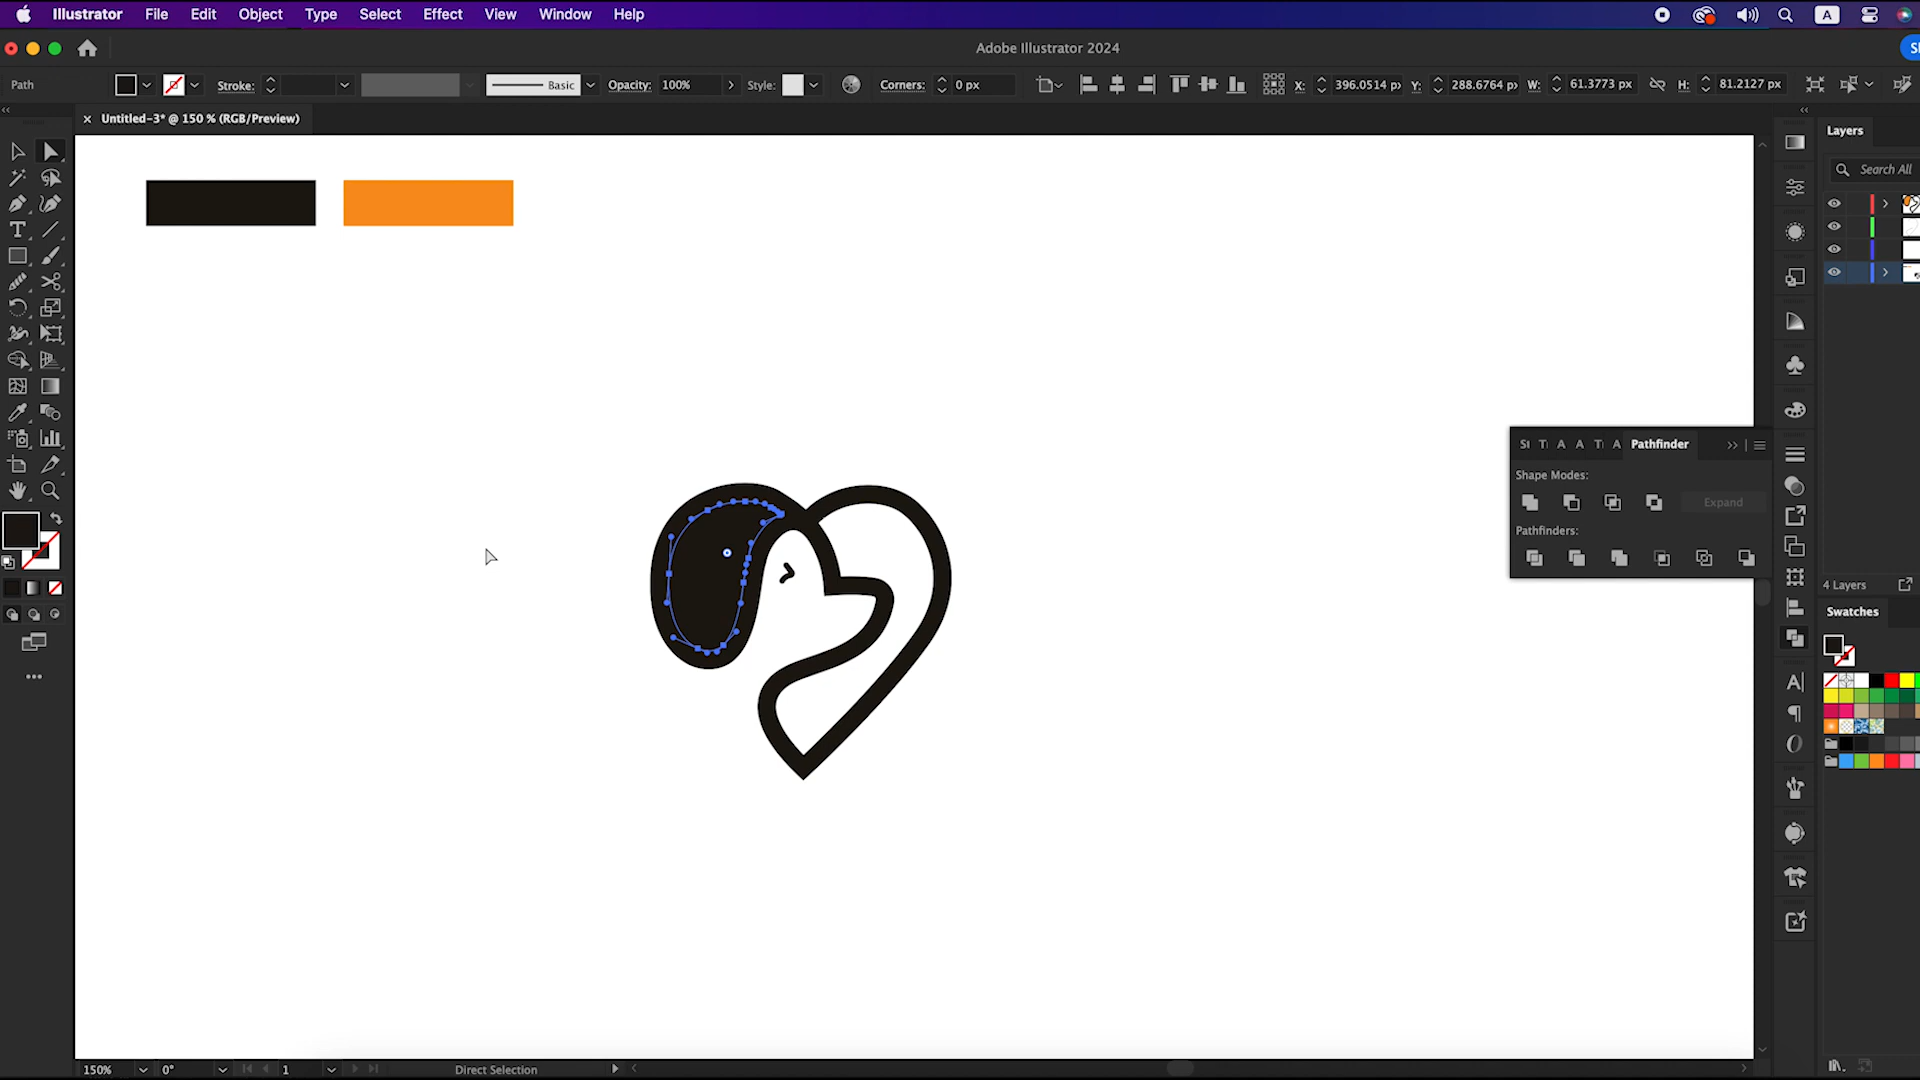 Illustrator File Edit Object Type Select Effect View Window Help A
Adobe Illustrator 2024
Path Stroke: Basic Opacity: 100% Style: Corners: 0 px X: 396.0514 px Y: 288.6764 px W: 61.3773 px H: 81.2127 px
× Untitled-3* @ 150 % (RGB/Preview)
Layers
Search All
Pathfinder
Shape Modes:
Expand
Pathfinders:
4 Layers
Swatches
150% 0° 1 Direct Selection